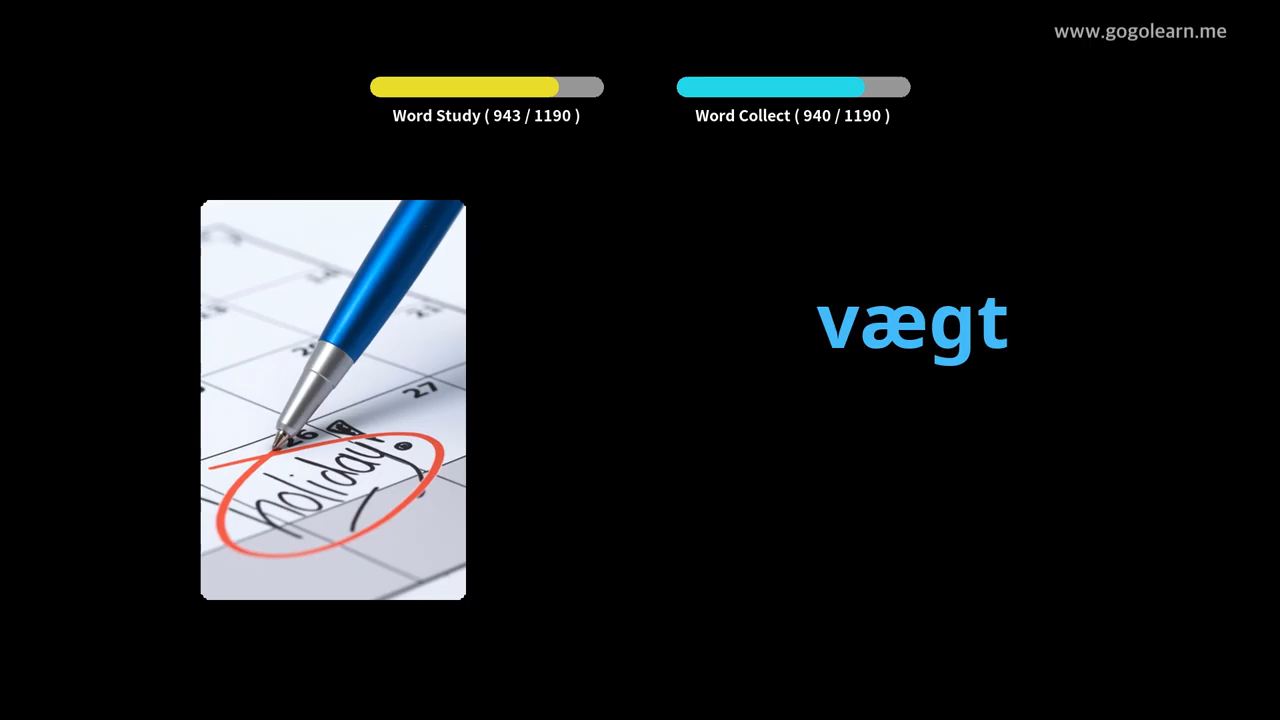 www.gogolearn.me
Word Study ( 943 / 1190 )
Word Collect ( 940 / 1190 )
vægt
27
26
holiday!